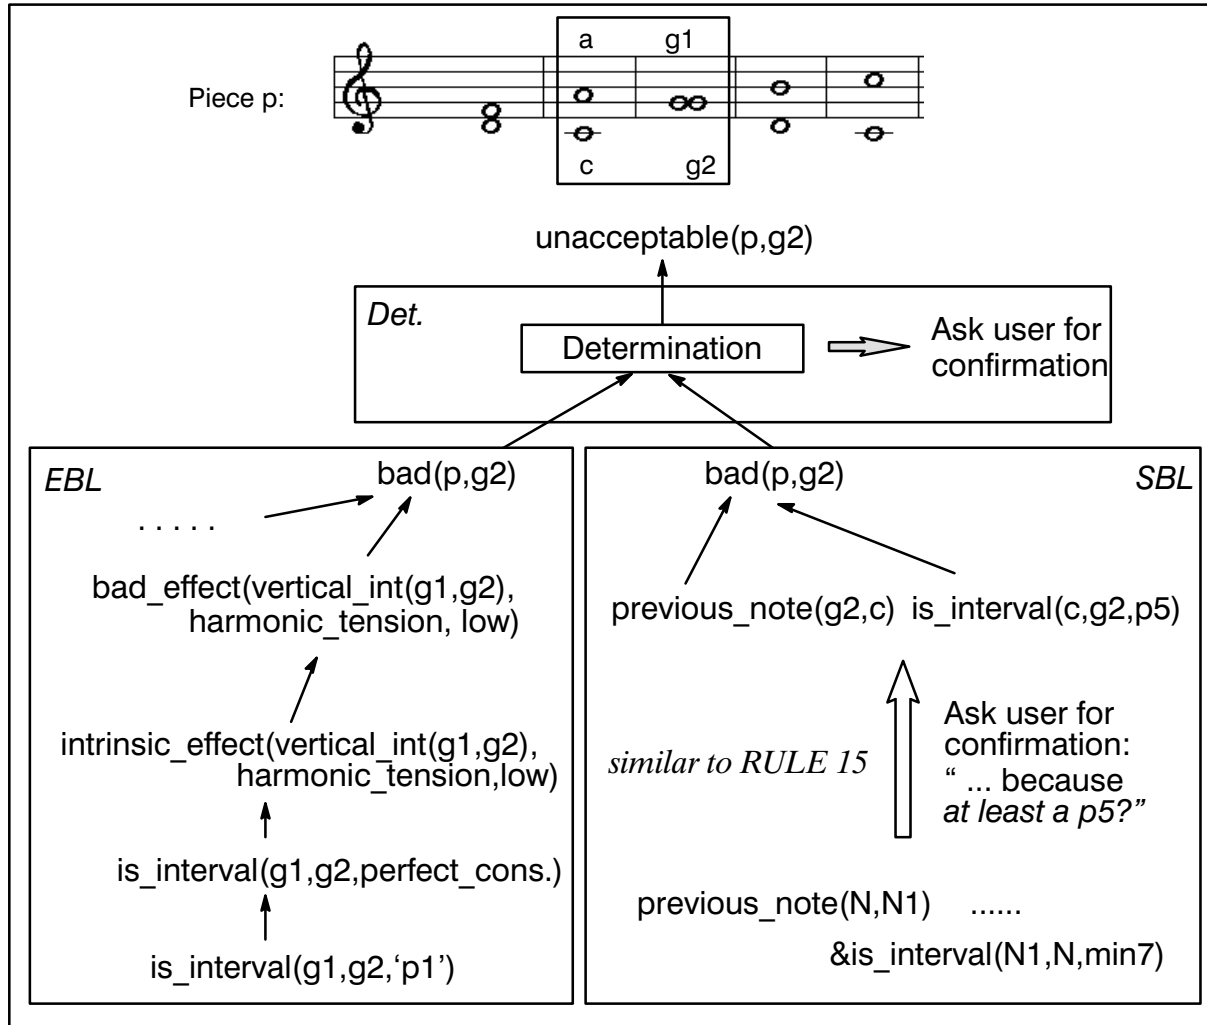 a g1
Piece p:
c g2
unacceptable(p,g2)
Det.
Determination
Ask user for
confirmation
EBL
bad(p,g2)
. . . . .
bad_effect(vertical_int(g1,g2),
harmonic_tension, low)
intrinsic_effect(vertical_int(g1,g2),
harmonic_tension,low)
is_interval(g1,g2,perfect_cons.)
is_interval(g1,g2,‘p1’)
bad(p,g2)
SBL
previous_note(g2,c) is_interval(c,g2,p5)
similar to RULE 15
Ask user for
confirmation:
“ ... because
at least a p5?”
previous_note(N,N1) ......
&is_interval(N1,N,min7)